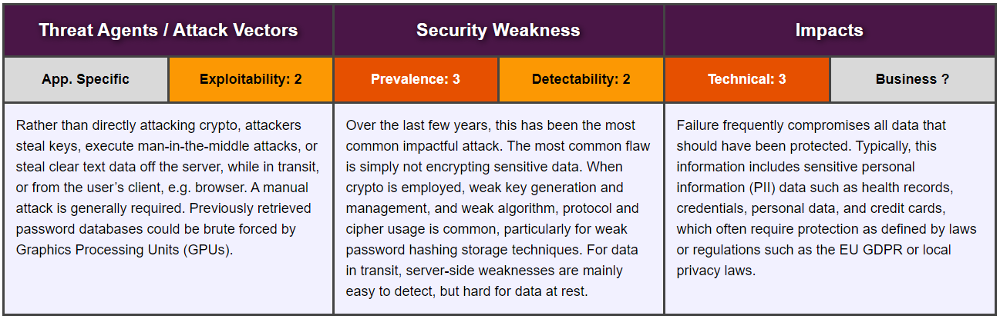 Threat Agents / Attack Vectors
Security Weakness
Impacts
App. Specific
Exploitability: 2
Prevalence: 3
Detectability: 2
Technical: 3
Business ?
Rather than directly attacking crypto, attackers
steal keys, execute man-in-the-middle attacks, or
steal clear text data off the server, while in transit,
or from the user’s client, e.g. browser. A manual
attack is generally required. Previously retrieved
password databases could be brute forced by
Graphics Processing Units (GPUs).
Over the last few years, this has been the most
common impactful attack. The most common flaw
is simply not encrypting sensitive data. When
crypto is employed, weak key generation and
management, and weak algorithm, protocol and
cipher usage is common, particularly for weak
password hashing storage techniques. For data
in transit, server-side weaknesses are mainly
easy to detect, but hard for data at rest.
Failure frequently compromises all data that
should have been protected. Typically, this
information includes sensitive personal
information (PII) data such as health records,
credentials, personal data, and credit cards,
which often require protection as defined by laws
or regulations such as the EU GDPR or local
privacy laws.